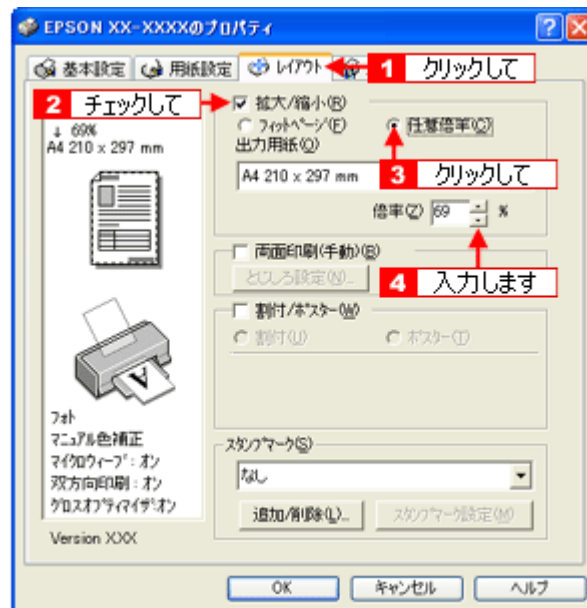 EPSON XX-XXXXのプロパティ
基本設定 用紙設定 レイアウト
1 クリックして
2 チェックして
拡大/縮小(R)
↓ 69%
A4 210 x 297 mm
フィットページ(E) 任意倍率(C)
出力用紙(O)
A4 210 x 297 mm
3 クリックして
倍率(Z) 69 %
両面印刷(手動)(B)
とじしろ設定(N)...
4 入力します
割付/ポスター(W)
割付(U) ポスター(T)
フォト
マニュアル色補正
マイクロウィーブ:オン
双方向印刷:オン
グロスオプティマイザ:オン
スタンプマーク(S)
なし
追加/削除(L)... スタンプマーク設定(M)
Version XXX
OK キャンセル ヘルプ